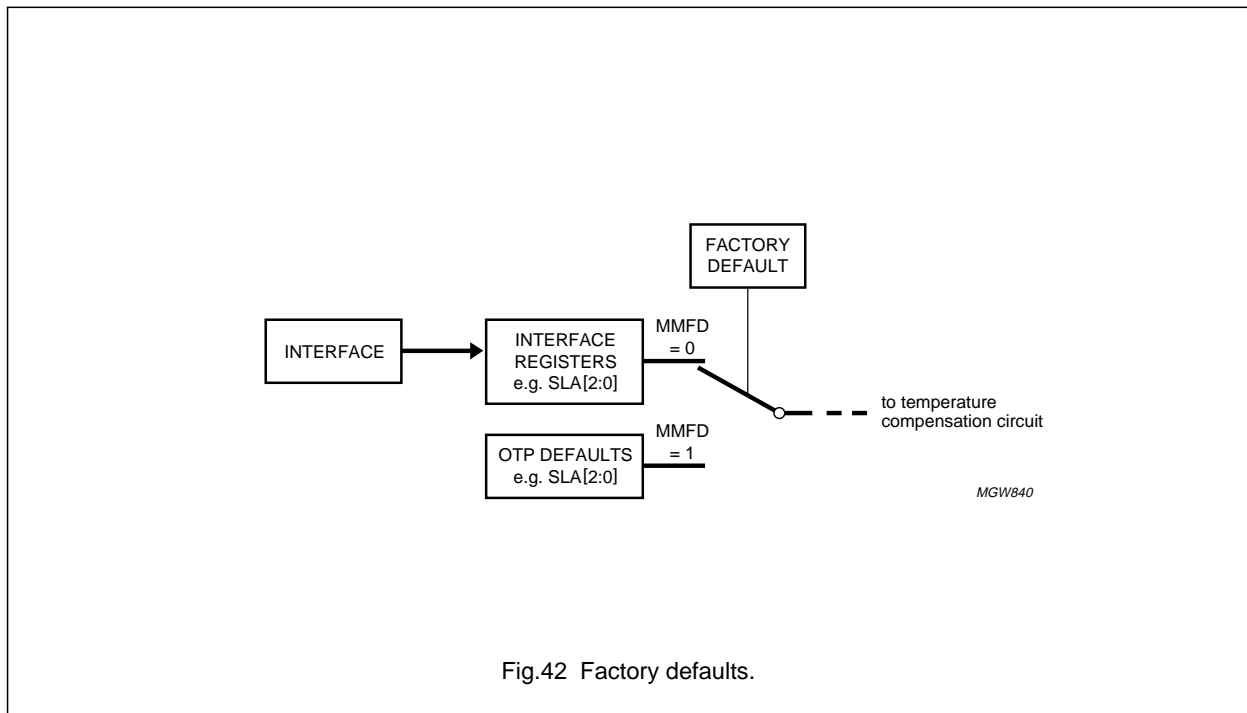 FACTORY
DEFAULT
INTERFACE
INTERFACE
REGISTERS
e.g. SLA[2:0]
MMFD
= 0
to temperature
compensation circuit
OTP DEFAULTS
e.g. SLA[2:0]
MMFD
= 1
MGW840
Fig.42 Factory defaults.